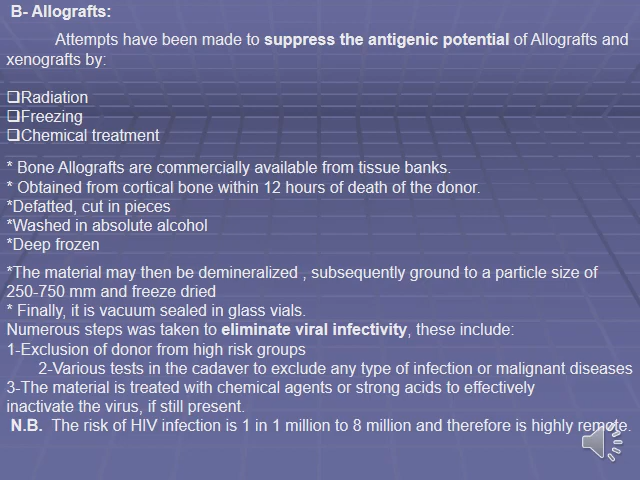 B- Allografts:
Attempts have been made to suppress the antigenic potential of Allografts and
xenografts by:
❑Radiation
❑Freezing
❑Chemical treatment
* Bone Allografts are commercially available from tissue banks.
* Obtained from cortical bone within 12 hours of death of the donor.
*Defatted, cut in pieces
*Washed in absolute alcohol
*Deep frozen
*The material may then be demineralized , subsequently ground to a particle size of
250-750 mm and freeze dried
* Finally, it is vacuum sealed in glass vials.
Numerous steps was taken to eliminate viral infectivity, these include:
1-Exclusion of donor from high risk groups
2-Various tests in the cadaver to exclude any type of infection or malignant diseases
3-The material is treated with chemical agents or strong acids to effectively
inactivate the virus, if still present.
N.B. The risk of HIV infection is 1 in 1 million to 8 million and therefore is highly remote.